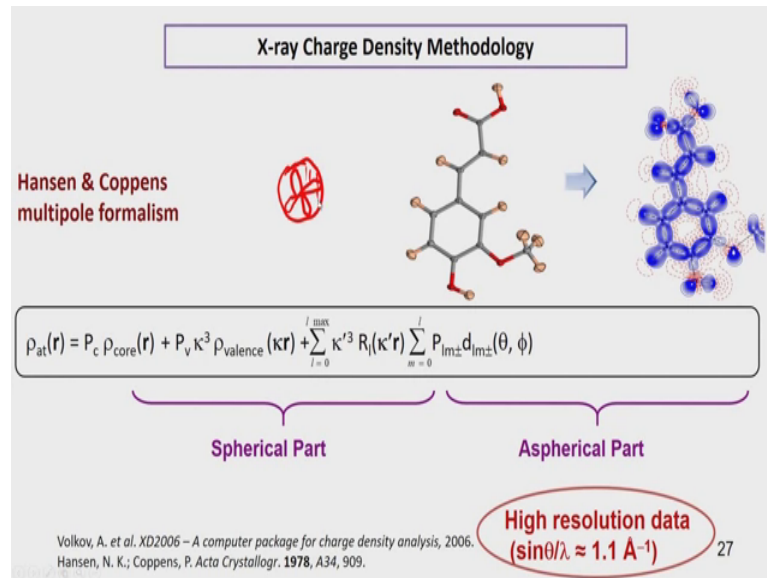 X-ray Charge Density Methodology
Hansen & Coppens
multipole formalism
ρat(r) = Pc ρcore(r) + Pv κ³ ρvalence (κr) + l max ∑ l = 0 κ'³ Rl(κ'r) l ∑ m = 0 Plm±dlm±(θ, ϕ)
Spherical Part
Aspherical Part
High resolution data
(sinθ/λ ≈ 1.1 Å⁻¹)
27
Volkov, A. et al. XD2006 – A computer package for charge density analysis, 2006.
Hansen, N. K.; Coppens, P. Acta Crystallogr. 1978, A34, 909.